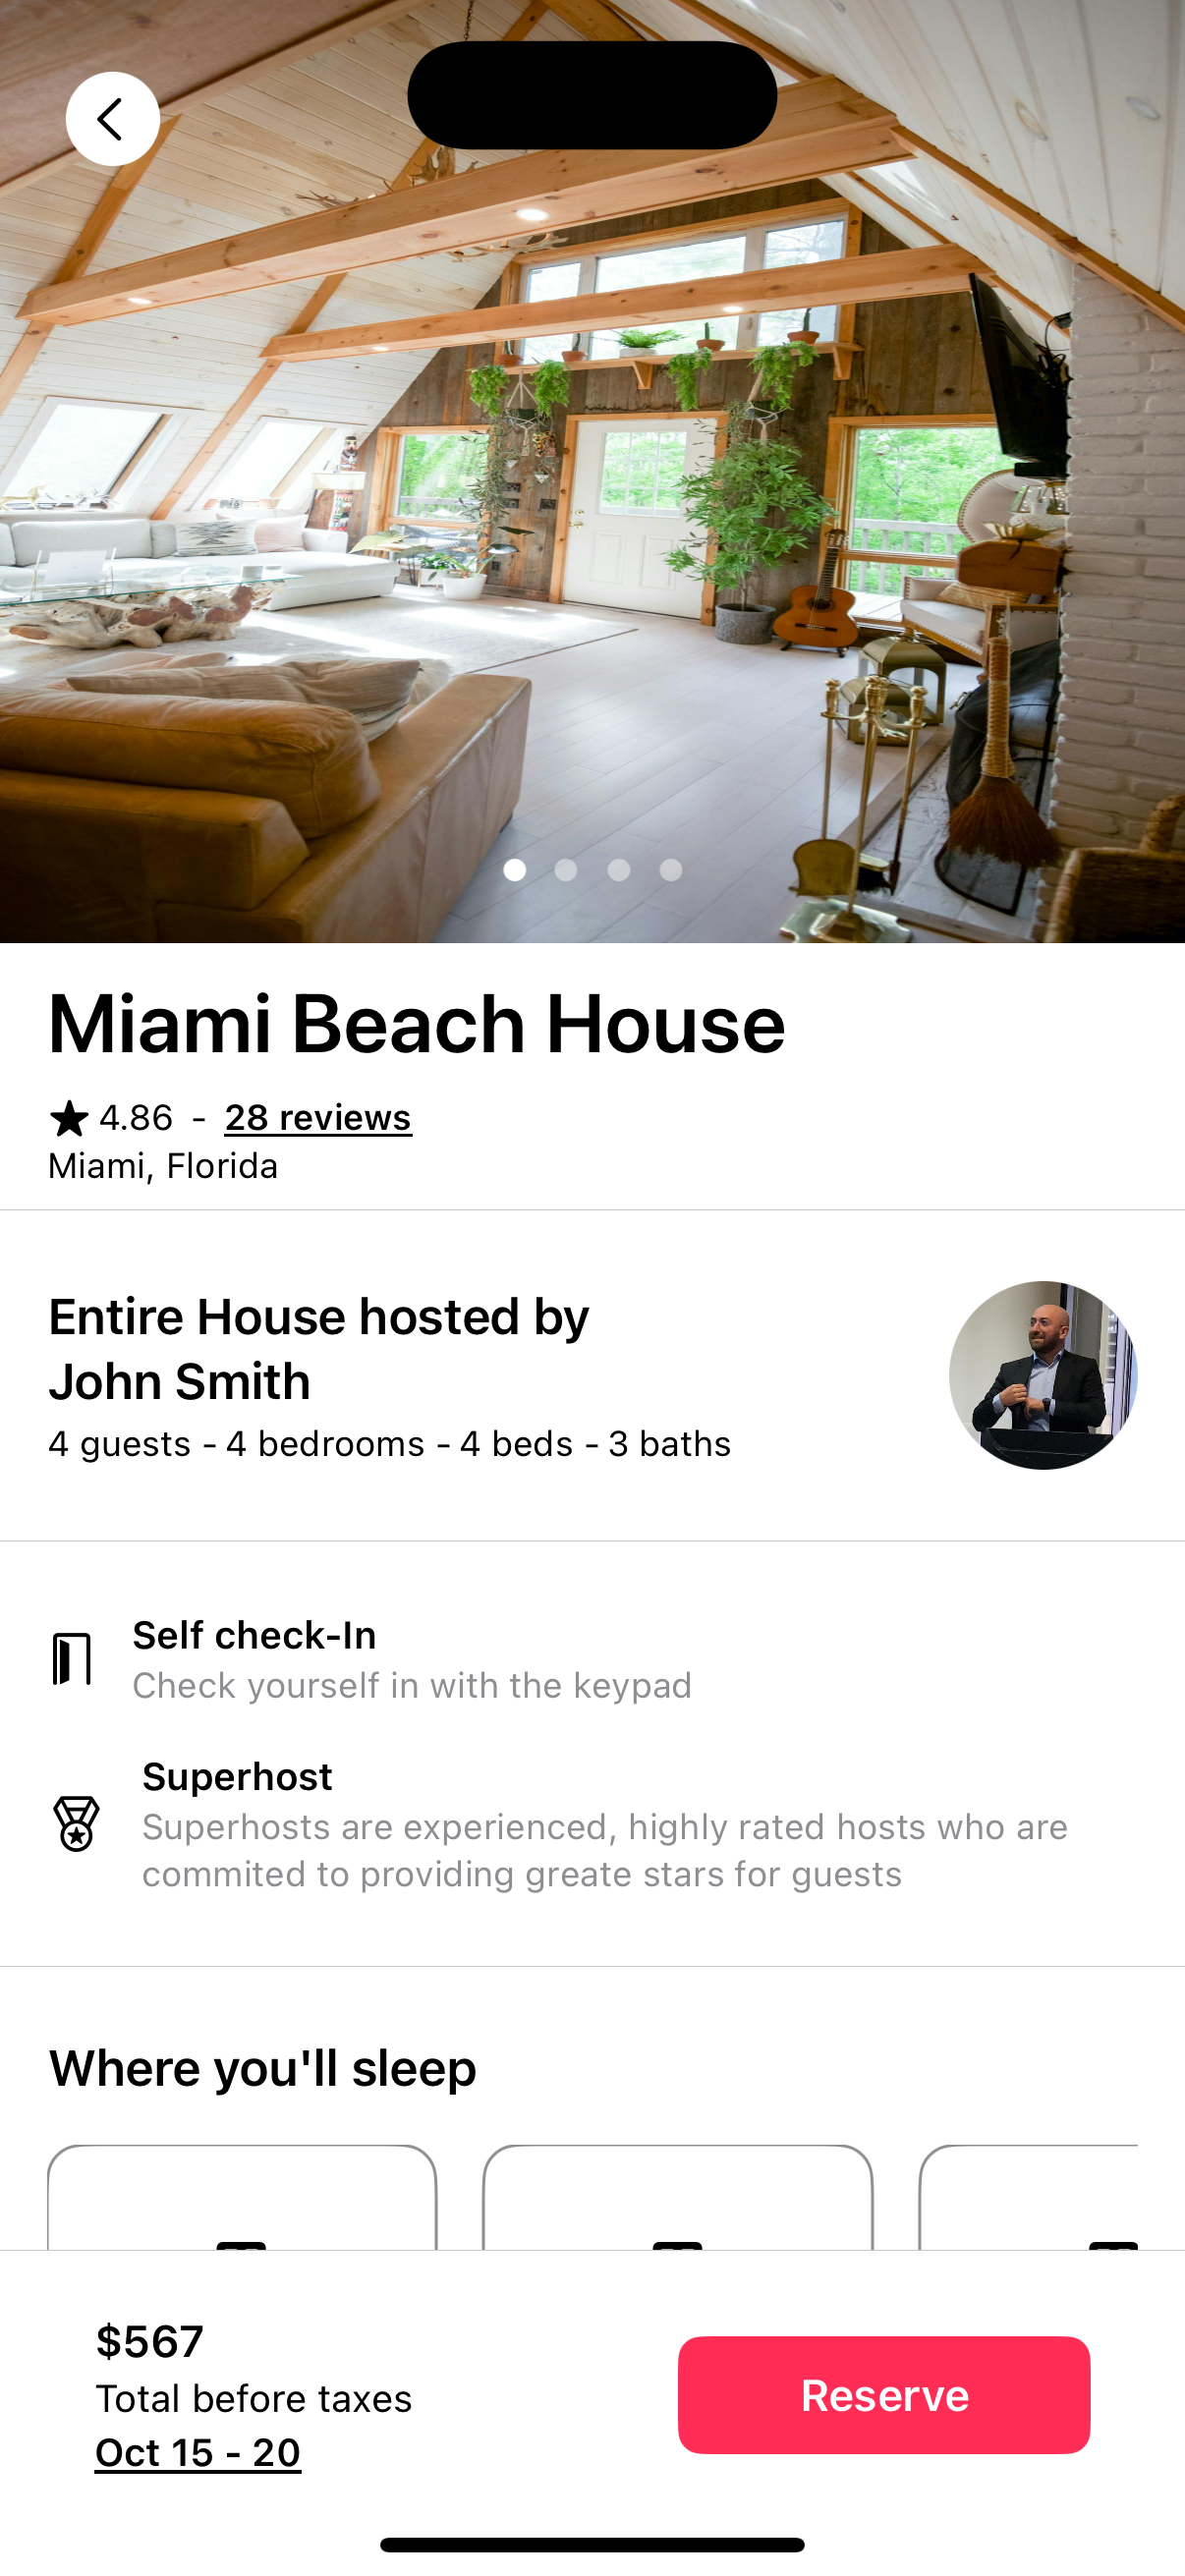 Miami Beach House
4.86 - 28 reviews
Miami, Florida
Entire House hosted by
John Smith
4 guests - 4 bedrooms - 4 beds - 3 baths
Self check-In
Check yourself in with the keypad
Superhost
Superhosts are experienced, highly rated hosts who are
commited to providing greate stars for guests
Where you'll sleep
$567
Total before taxes
Oct 15 - 20
Reserve